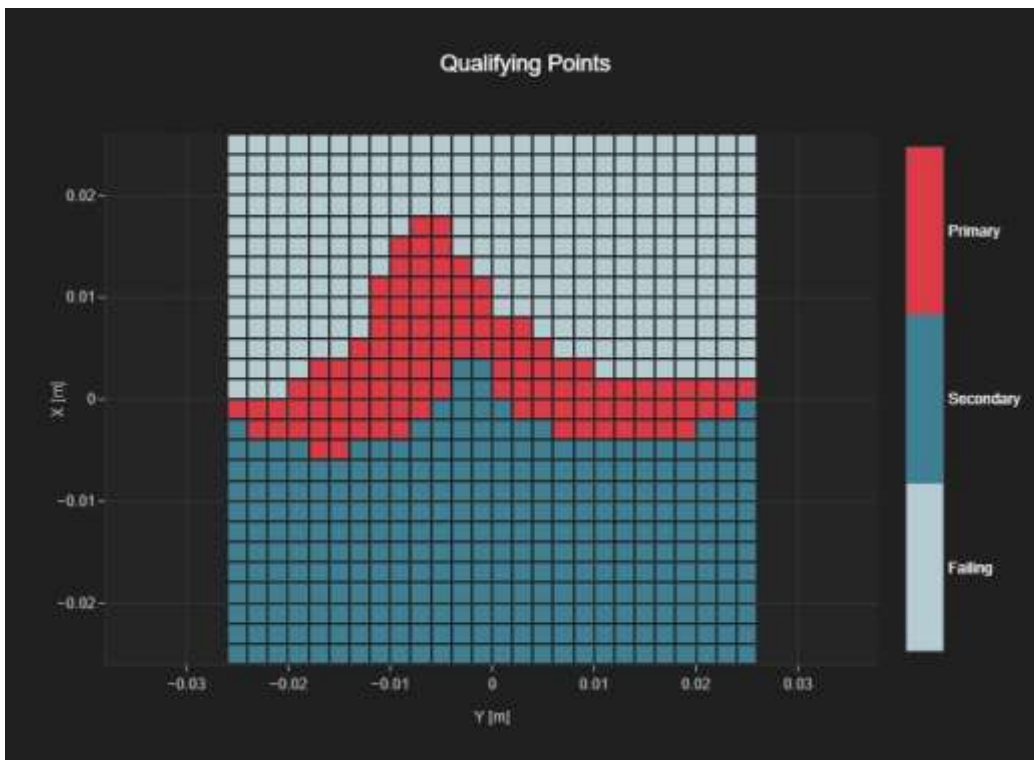 Qualifying Points
0.02
0.01
0
−0.01
−0.02
X [m]
−0.03
−0.02
−0.01
0
0.01
0.02
0.03
Y [m]
Primary
Secondary
Failing